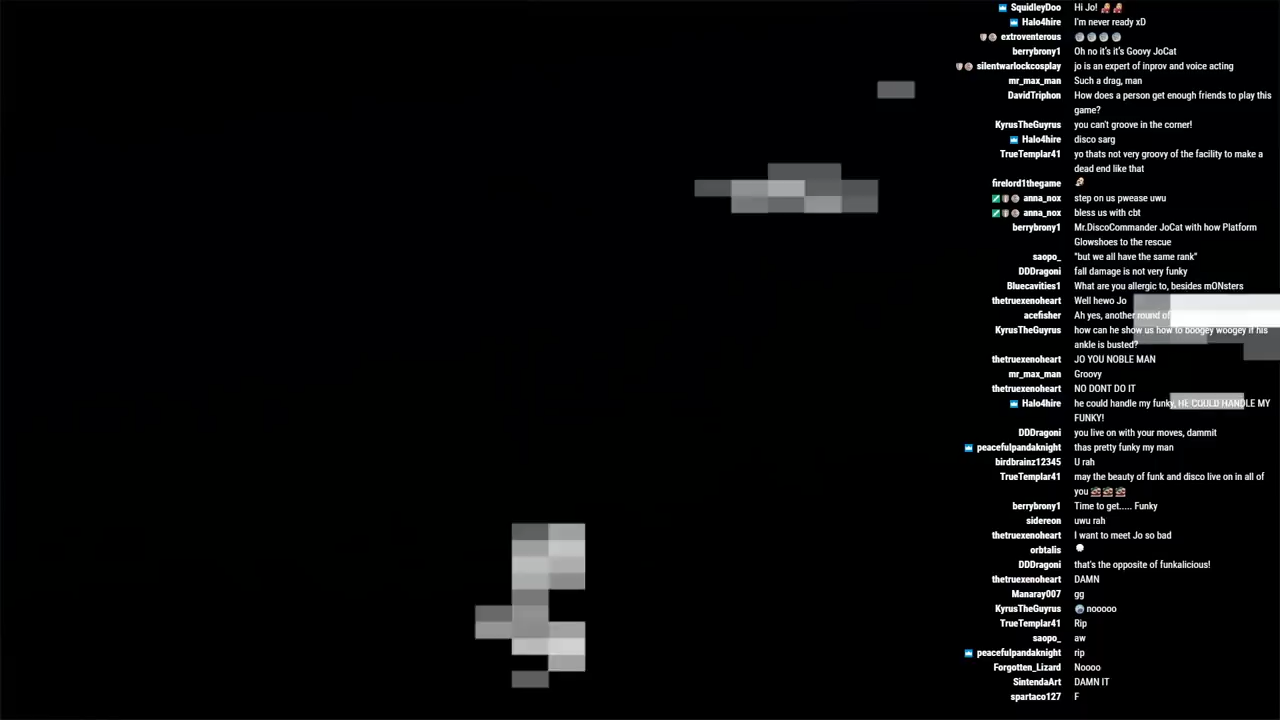 SquidleyDoo Hi Jo!
Halo4hire I'm never ready xD
extroventerous
berrybrony1 Oh no it's it's Goovy JoCat
silentwarlockcosplay jo is an expert of inprov and voice acting
mr_max_man Such a drag, man
DavidTriphon How does a person get enough friends to play this
game?
KyrusTheGuyrus you can't groove in the corner!
Halo4hire disco sarg
TrueTemplar41 yo thats not very groovy of the facility to make a
dead end like that
firelord1thegame
anna_nox step on us pwease uwu
anna_nox bless us with cbt
berrybrony1 Mr.DiscoCommander JoCat with how Platform
Glowshoes to the rescue
saopo_ "but we all have the same rank"
DDDragoni fall damage is not very funky
Bluecavities1 What are you allergic to, besides mONsters
thetruexenoheart Well hewo Jo
acefisher Ah yes, another round of
KyrusTheGuyrus how can he show us how to boogey woogey if his
ankle is busted?
thetruexenoheart JO YOU NOBLE MAN
mr_max_man Groovy
thetruexenoheart NO DONT DO IT
Halo4hire he could handle my funky, HE COULD HANDLE MY
FUNKY!
DDDragoni you live on with your moves, dammit
peacefulpandaknight thas pretty funky my man
birdbrainz12345 U rah
TrueTemplar41 may the beauty of funk and disco live on in all of
you
berrybrony1 Time to get..... Funky
sidereon uwu rah
thetruexenoheart I want to meet Jo so bad
orbtalis
DDDragoni that's the opposite of funkalicious!
thetruexenoheart DAMN
Manaray007 gg
KyrusTheGuyrus nooooo
TrueTemplar41 Rip
saopo_ aw
peacefulpandaknight rip
Forgotten_Lizard Noooo
SintendaArt DAMN IT
spartaco127 F